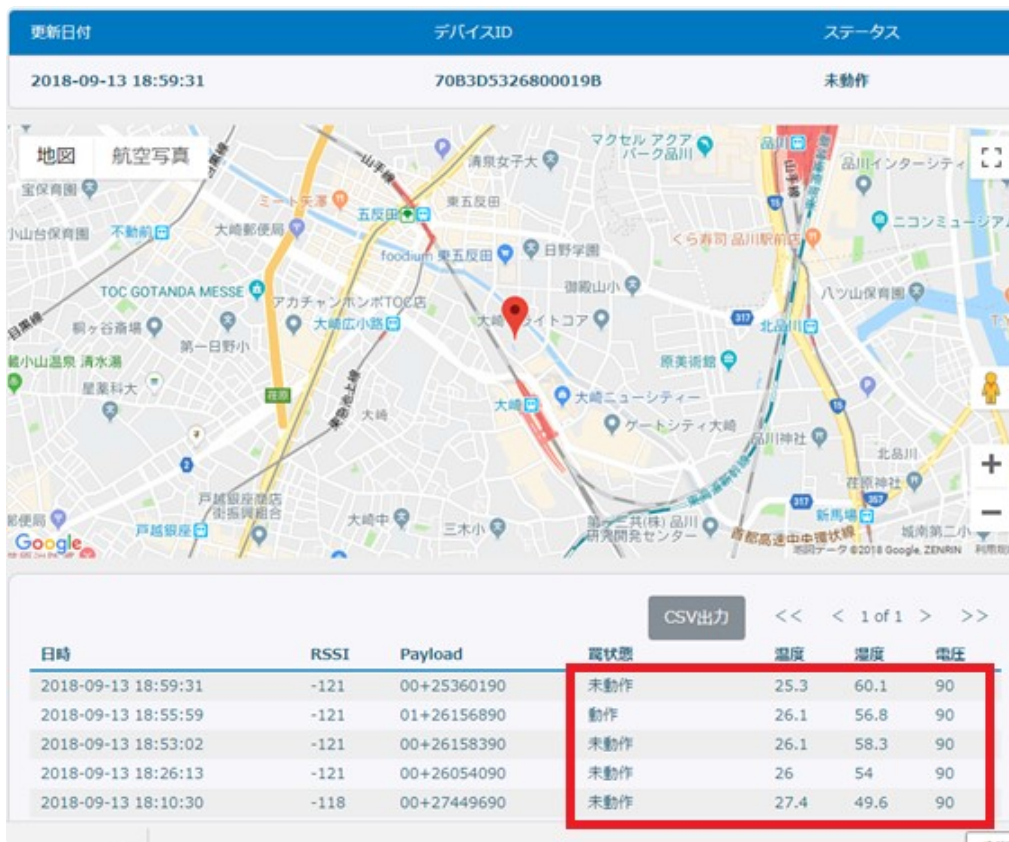 更新日付 デバイスID ステータス
2018-09-13 18:59:31 70B3D5326800019B 未動作
地図 航空写真
マクセル アクア
パーク品川
品川
清泉女子大
品川インターシティ
宝保育園
山手線
ミート矢澤
五反田
東五反田
ニコンミュージアム
小山台保育園
不動前
大崎郵便局
日野学園
くら寿司 品川駅前店
foodium 東五反田
TOC GOTANDA MESSE
アカチャンホンポTOC店
御殿山小
八ツ山保育園
桐ヶ谷斎場
大崎広小路
317
北品川
第一日野小
目黒線
清水湯
原美術館
星薬科大
荏原
大崎
大崎ニューシティー
東急池上線
大崎
ゲートシティ大崎
15
品川神社
北品川
2
荏原神社
戸越銀座商店
街振興組合
317
357
新馬場
戸越銀座
大崎中
三木小
品川
研究開発センター
首都高速中央環状線
城南第二小
Google
地図データ ©2018 Google, ZENRIN
CSV出力 << < 1 of 1 > >>
日時 RSSI Payload 罠状態 温度 湿度 電圧
2018-09-13 18:59:31 -121 00+25360190 未動作 25.3 60.1 90
2018-09-13 18:55:59 -121 01+26156890 動作 26.1 56.8 90
2018-09-13 18:53:02 -121 00+26158390 未動作 26.1 58.3 90
2018-09-13 18:26:13 -121 00+26054090 未動作 26 54 90
2018-09-13 18:10:30 -118 00+27449690 未動作 27.4 49.6 90